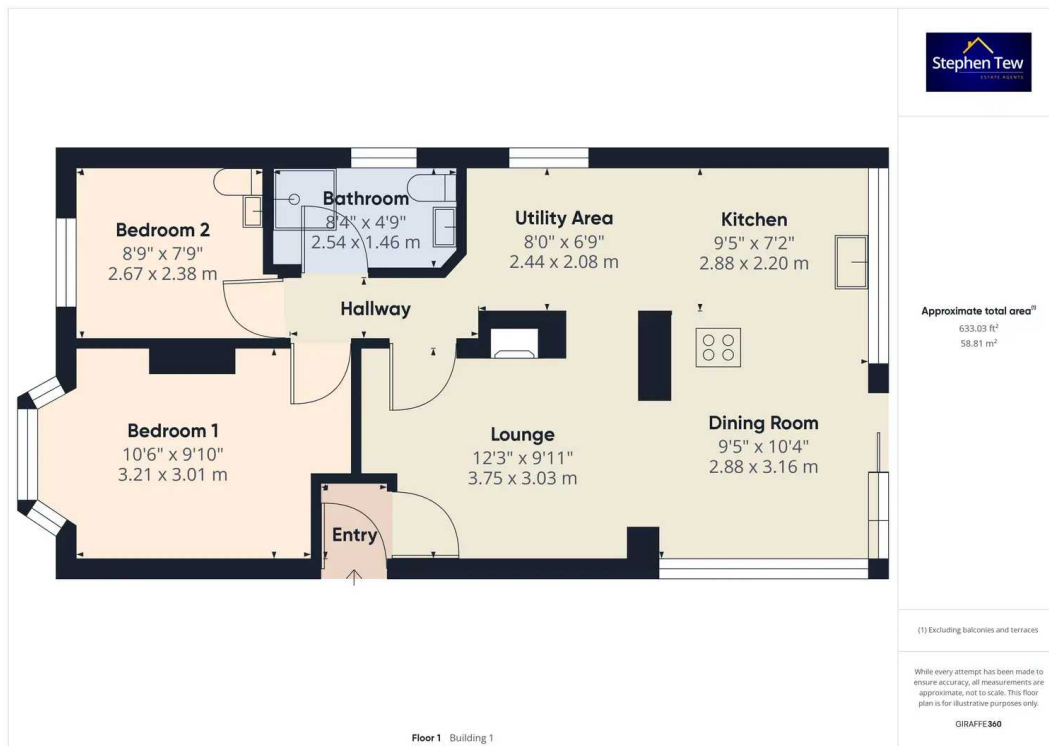 Stephen Tew
ESTATE AGENTS
Bedroom 2
8'9" x 7'9"
2.67 x 2.38 m
Bathroom
8'4" x 4'9"
2.54 x 1.46 m
Utility Area
8'0" x 6'9"
2.44 x 2.08 m
Kitchen
9'5" x 7'2"
2.88 x 2.20 m
Hallway
Bedroom 1
10'6" x 9'10"
3.21 x 3.01 m
Lounge
12'3" x 9'11"
3.75 x 3.03 m
Dining Room
9'5" x 10'4"
2.88 x 3.16 m
Entry
Approximate total area(1)
633.03 ft²
58.81 m²
(1) Excluding balconies and terraces
While every attempt has been made to
ensure accuracy, all measurements are
approximate, not to scale. This floor
plan is for illustrative purposes only.
GIRAFFE360
Floor 1 Building 1